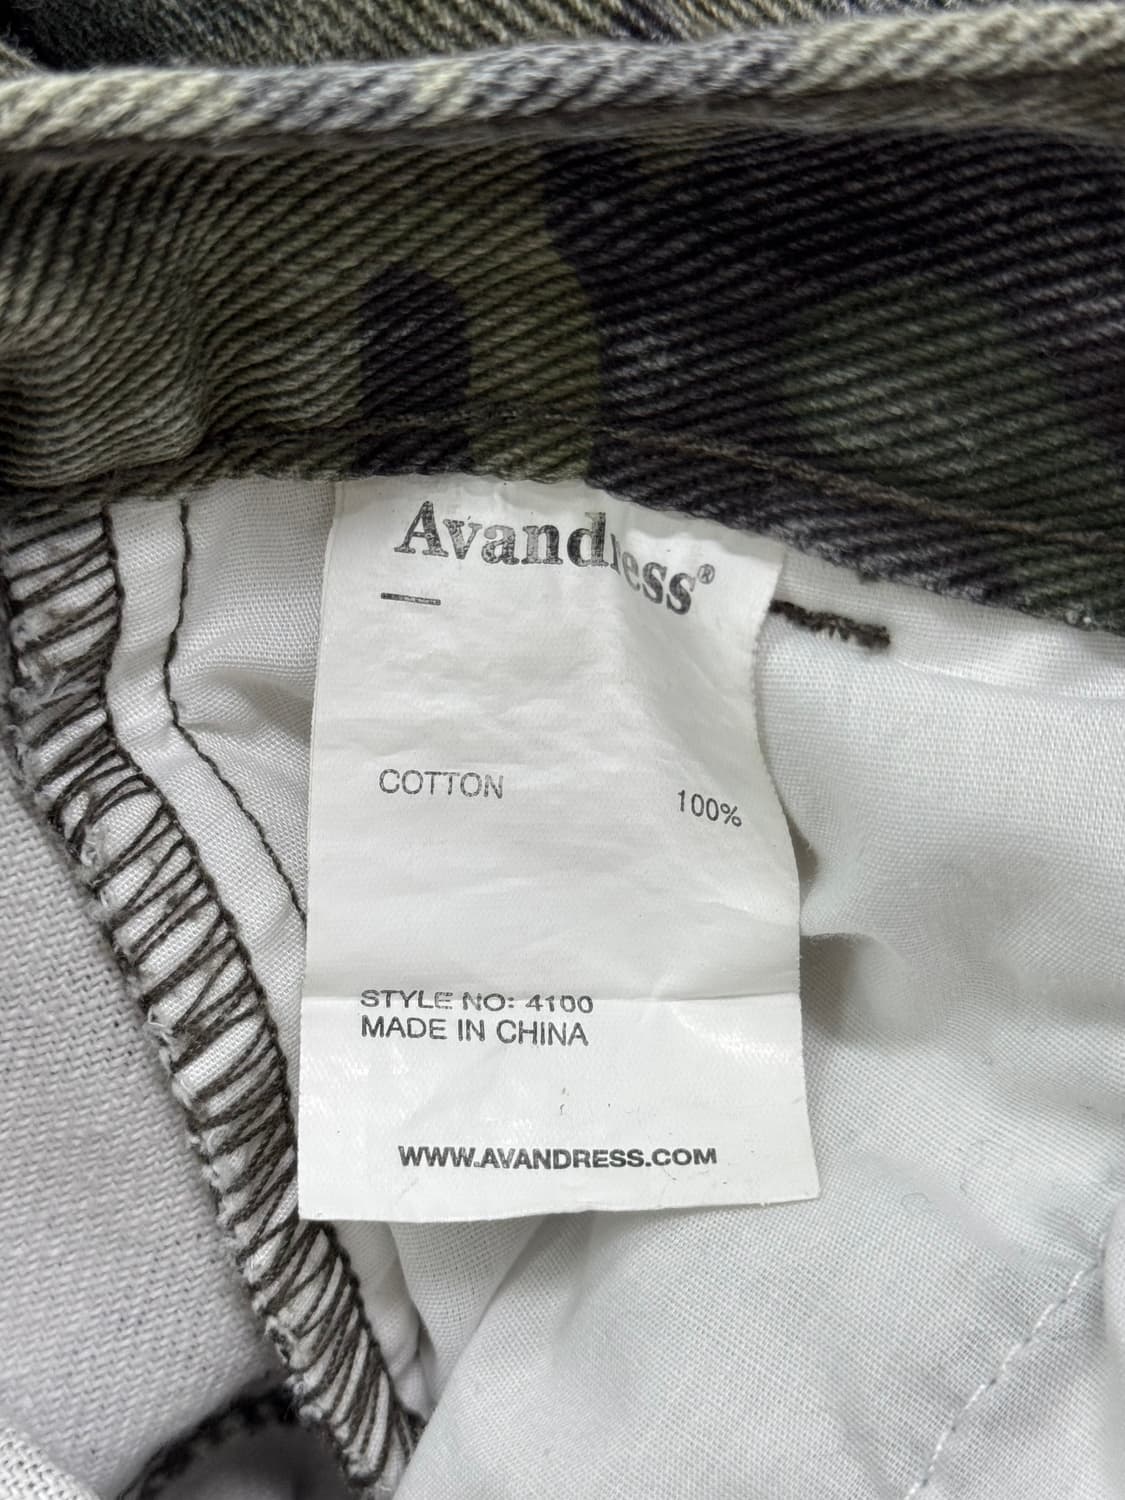 Avandress®
COTTON 100%
STYLE NO: 4100
MADE IN CHINA
WWW.AVANDRESS.COM